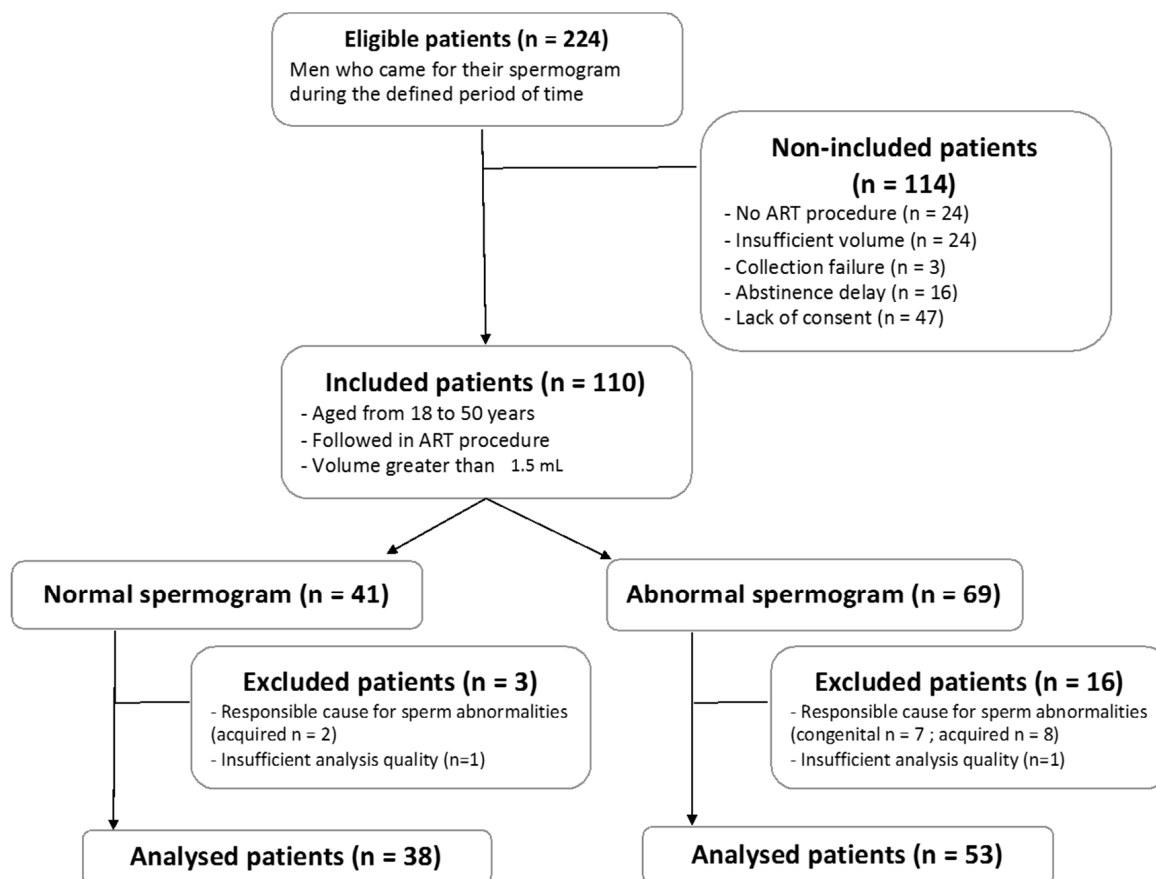 Eligible patients (n = 224)
Men who came for their spermogram
during the defined period of time
Non-included patients
(n = 114)
- No ART procedure (n = 24)
- Insufficient volume (n = 24)
- Collection failure (n = 3)
- Abstinence delay (n = 16)
- Lack of consent (n = 47)
Included patients (n = 110)
- Aged from 18 to 50 years
- Followed in ART procedure
- Volume greater than 1.5 mL
Normal spermogram (n = 41)
Abnormal spermogram (n = 69)
Excluded patients (n = 3)
- Responsible cause for sperm abnormalities
(acquired n = 2)
- Insufficient analysis quality (n=1)
Excluded patients (n = 16)
- Responsible cause for sperm abnormalities
(congenital n = 7 ; acquired n = 8)
- Insufficient analysis quality (n=1)
Analysed patients (n = 38)
Analysed patients (n = 53)